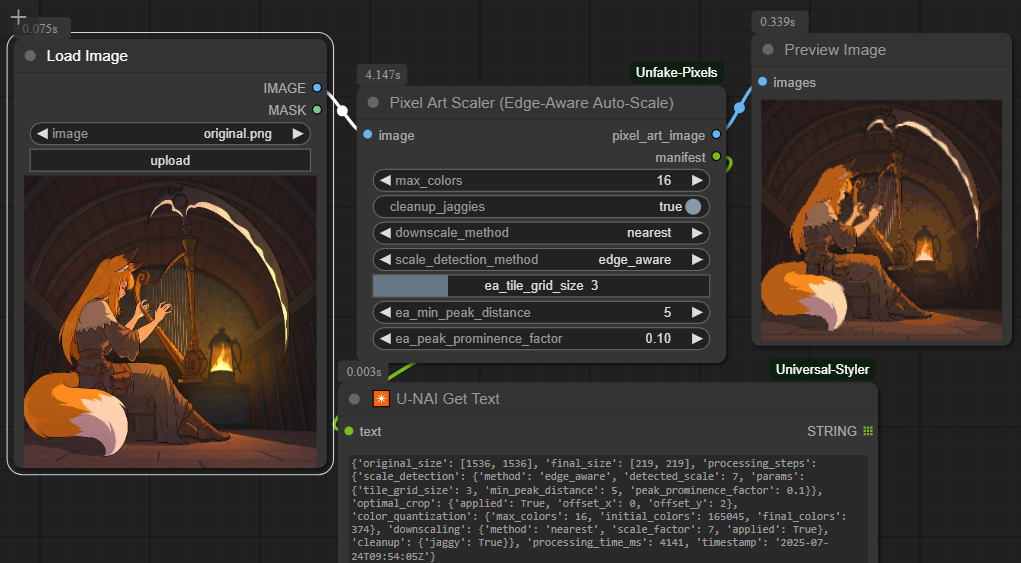 0.075s
Load Image
IMAGE
MASK
image original.png
upload
4.147s
Unfake-Pixels
Pixel Art Scaler (Edge-Aware Auto-Scale)
image pixel_art_image
manifest
max_colors 16
cleanup_jaggies true
downscale_method nearest
scale_detection_method edge_aware
ea_tile_grid_size 3
ea_min_peak_distance 5
ea_peak_prominence_factor 0.10
0.339s
Preview Image
images
0.003s
Universal-Styler
U-NAI Get Text
text STRING
{'original_size': [1536, 1536], 'final_size': [219, 219], 'processing_steps':
{'scale_detection': {'method': 'edge_aware', 'detected_scale': 7, 'params':
{'tile_grid_size': 3, 'min_peak_distance': 5, 'peak_prominence_factor': 0.1}},
'optimal_crop': {'applied': True, 'offset_x': 0, 'offset_y': 2},
'color_quantization': {'max_colors': 16, 'initial_colors': 165045, 'final_colors':
374}, 'downscaling': {'method': 'nearest', 'scale_factor': 7, 'applied': True},
'cleanup': {'jaggy': True}}, 'processing_time_ms': 4141, 'timestamp': '2025-07-
24T09:54:05Z'}